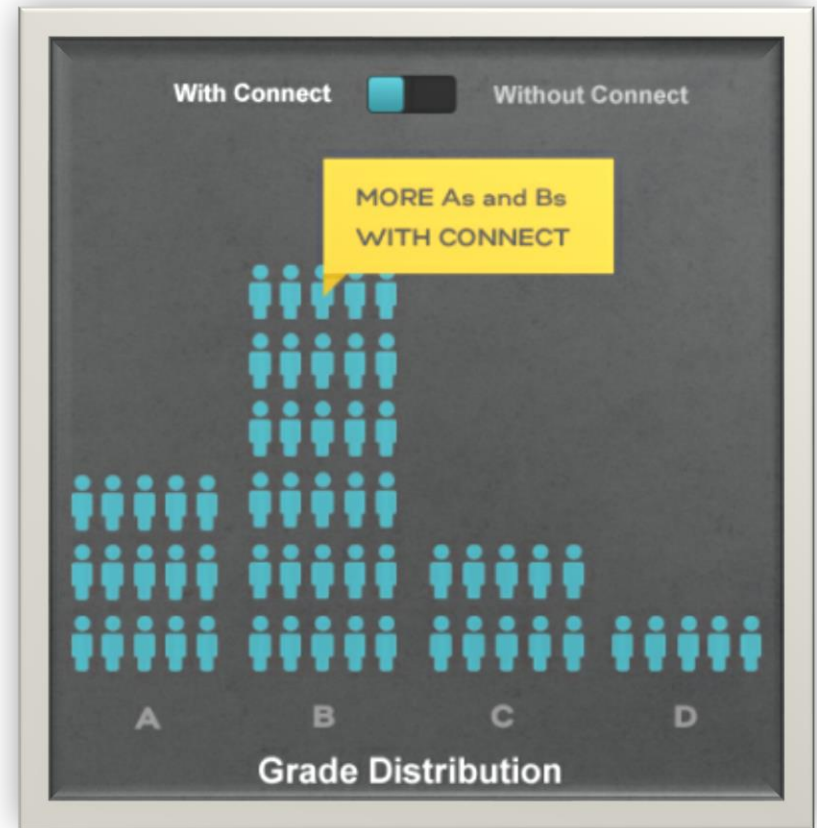 With Connect Without Connect
MORE As and Bs
WITH CONNECT
A B C D
Grade Distribution